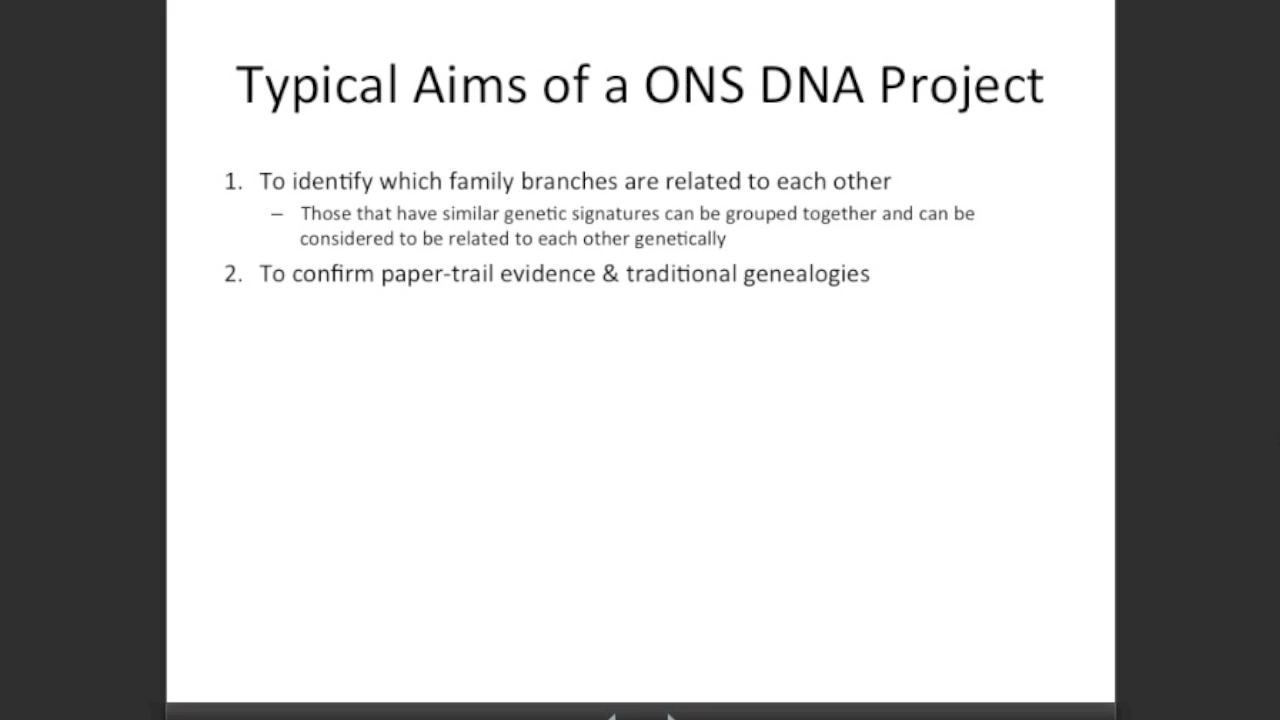 Typical Aims of a ONS DNA Project
1. To identify which family branches are related to each other
– Those that have similar genetic signatures can be grouped together and can be
considered to be related to each other genetically
2. To confirm paper-trail evidence & traditional genealogies